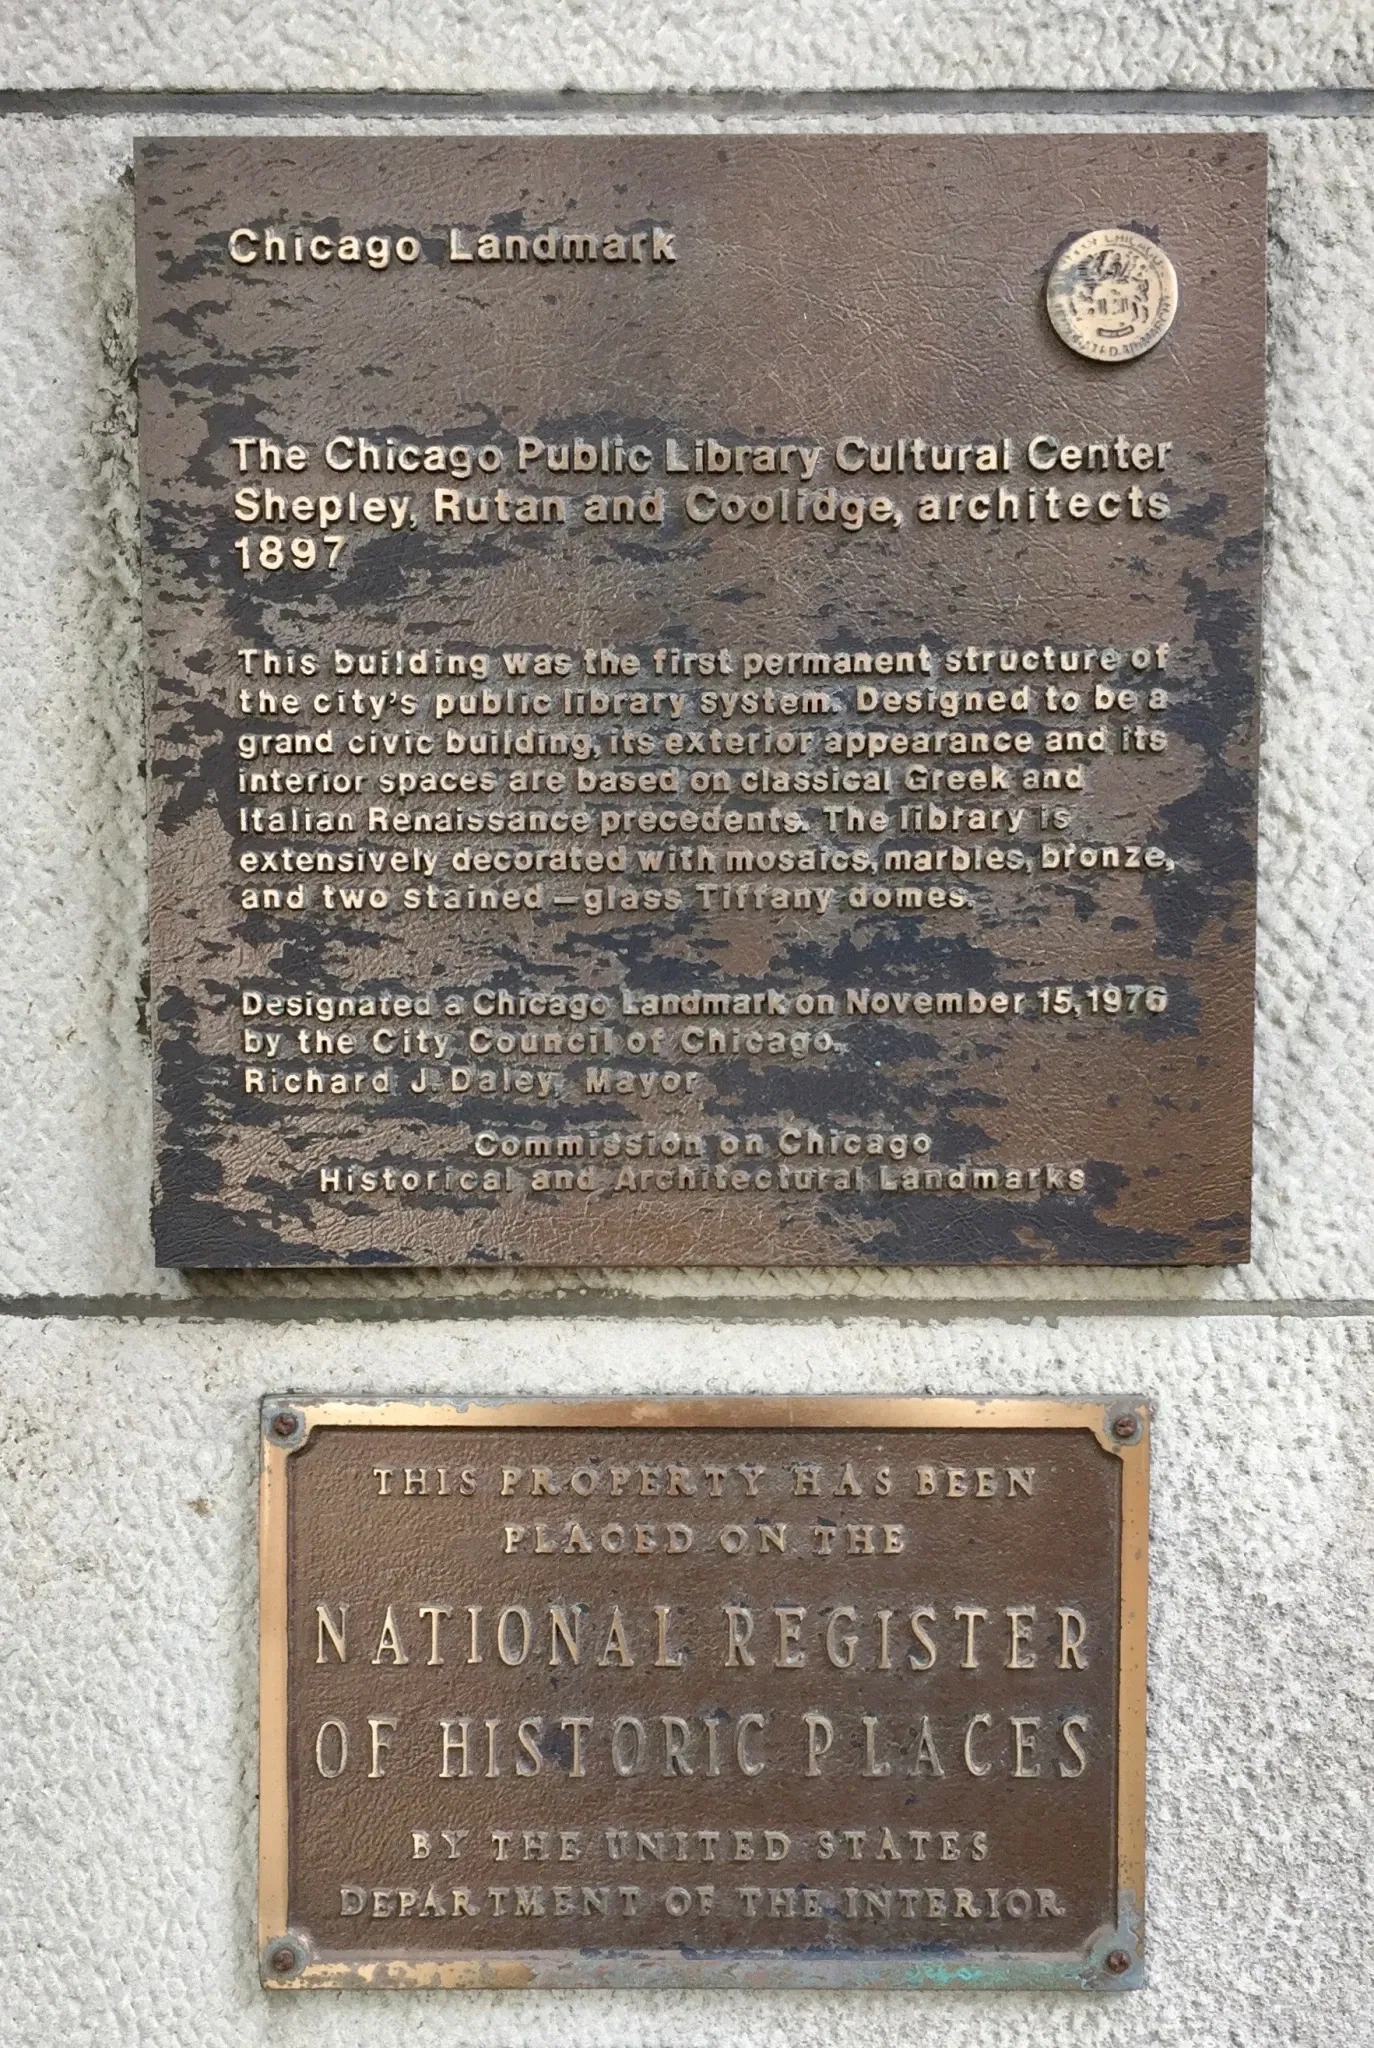 Chicago Landmark
The Chicago Public Library Cultural Center
Shepley, Rutan and Coolidge, architects
1897
This building was the first permanent structure of
the city's public library system. Designed to be a
grand civic building, its exterior appearance and its
interior spaces are based on classical Greek and
Italian Renaissance precedents. The library is
extensively decorated with mosaics, marbles, bronze,
and two stained-glass Tiffany domes.
Designated a Chicago Landmark on November 15, 1976
by the City Council of Chicago.
Richard J. Daley, Mayor
Commission on Chicago
Historical and Architectural Landmarks
THIS PROPERTY HAS BEEN
PLACED ON THE
NATIONAL REGISTER
OF HISTORIC PLACES
BY THE UNITED STATES
DEPARTMENT OF THE INTERIOR